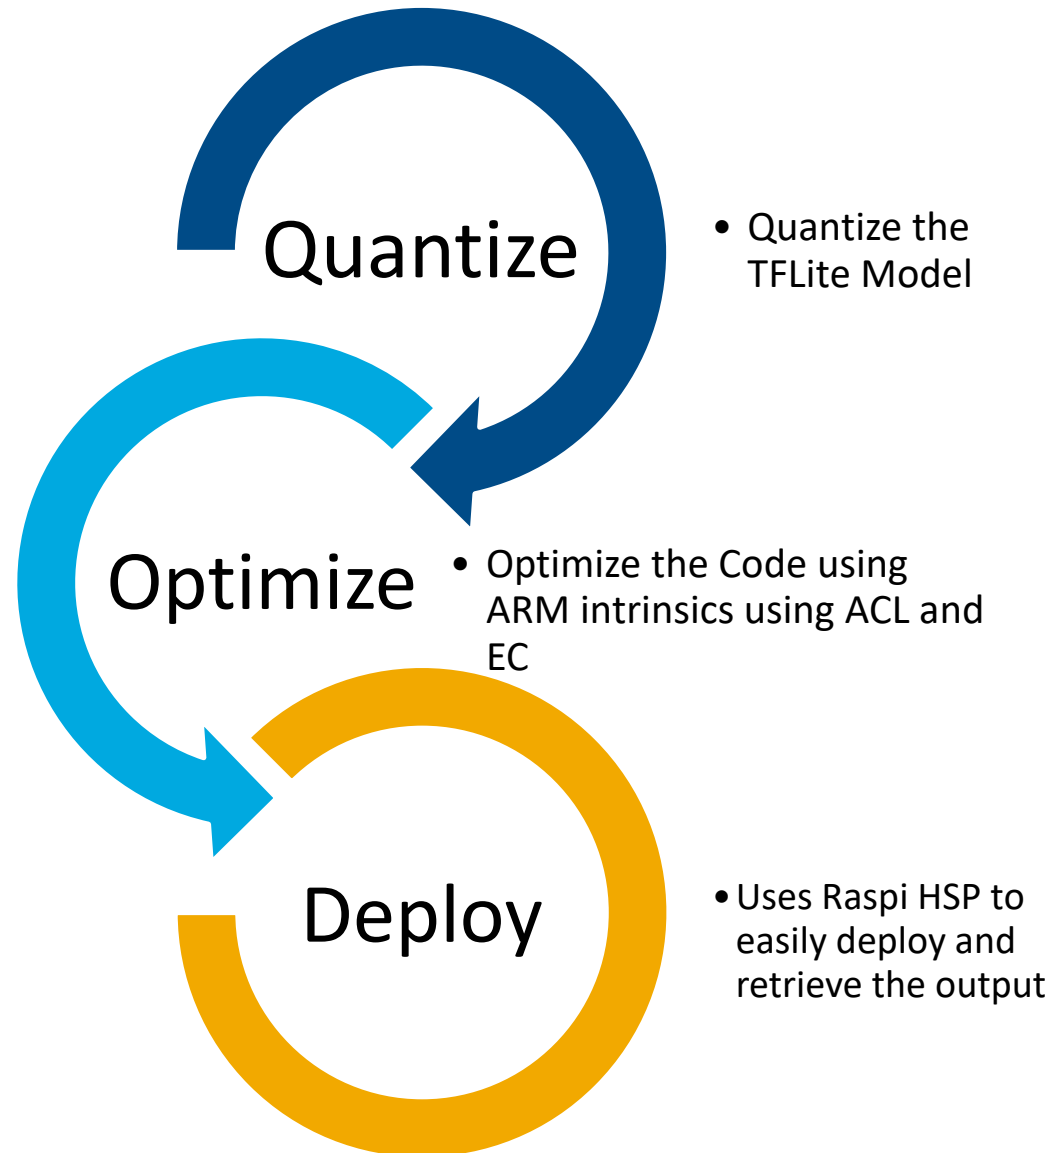 Quantize
• Quantize the
TFLite Model
Optimize
• Optimize the Code using
ARM intrinsics using ACL and
EC
Deploy
• Uses Raspi HSP to
easily deploy and
retrieve the output